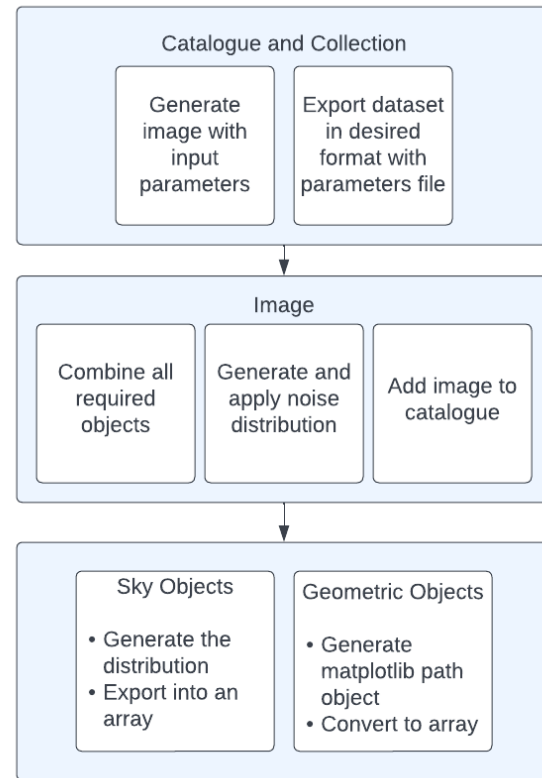 Catalogue and Collection
Generate
image with
input
parameters
Export dataset
in desired
format with
parameters file
Image
Combine all
required
objects
Generate and
apply noise
distribution
Add image to
catalogue
Sky Objects
• Generate the
distribution
• Export into an
array
Geometric Objects
• Generate
matplotlib path
object
• Convert to array